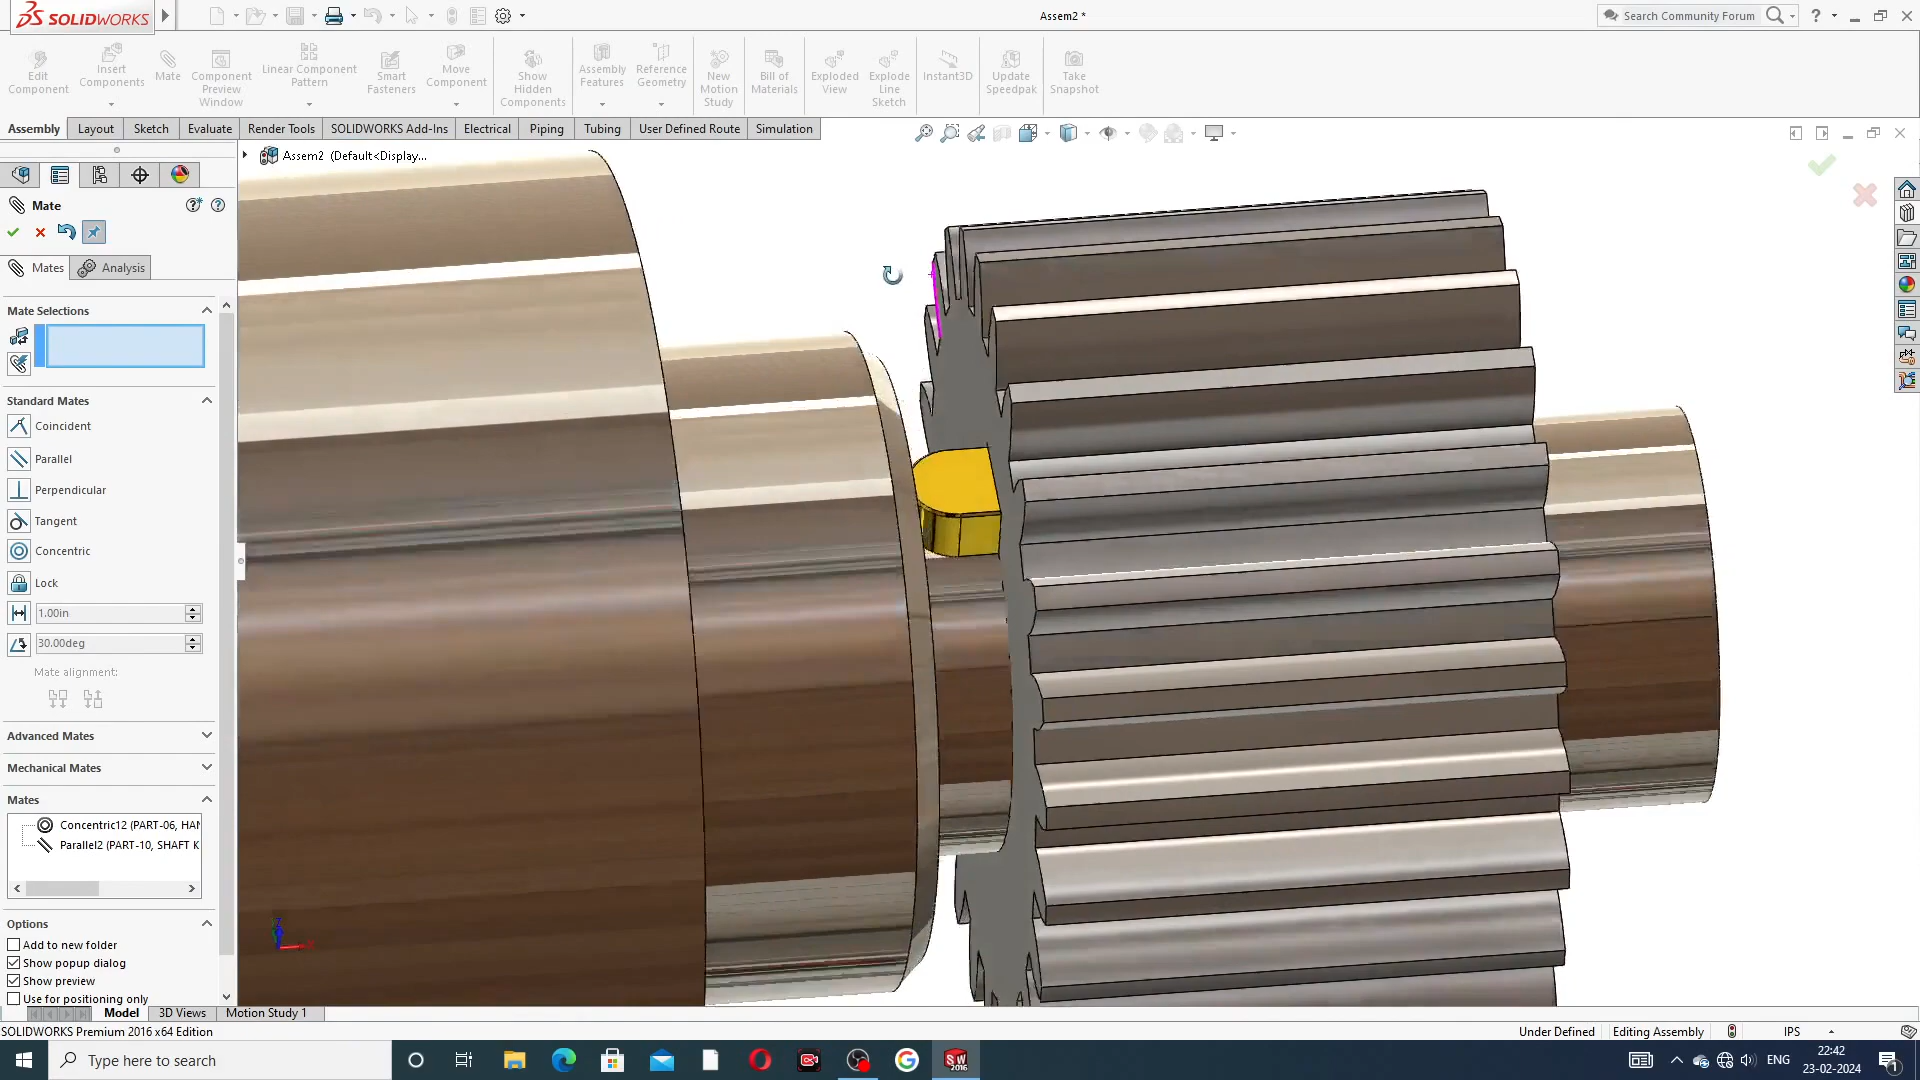 SOLIDWORKS
Assem2 *
Search Community Forum
Edit Component
Insert Components
Mate
Component Preview Window
Linear Component Pattern
Smart Fasteners
Move Component
Show Hidden Components
Assembly Features
Reference Geometry
New Motion Study
Bill of Materials
Exploded View
Explode Line Sketch
Instant3D
Update Speedpak
Take Snapshot
Assembly Layout Sketch Evaluate Render Tools SOLIDWORKS Add-Ins Electrical Piping Tubing User Defined Route Simulation
Assem2 (Default<Display...
Mate
Mates Analysis
Mate Selections
Standard Mates
Coincident
Parallel
Perpendicular
Tangent
Concentric
Lock
1.00in
30.00deg
Mate alignment:
Advanced Mates
Mechanical Mates
Mates
Concentric12 (PART-06, HAN
Parallel2 (PART-10, SHAFT K
Options
Add to new folder
Show popup dialog
Show preview
Use for positioning only
Model 3D Views Motion Study 1
SOLIDWORKS Premium 2016 x64 Edition
Under Defined Editing Assembly IPS
Type here to search
SW 2016
ENG
22:42
23-02-2024
1